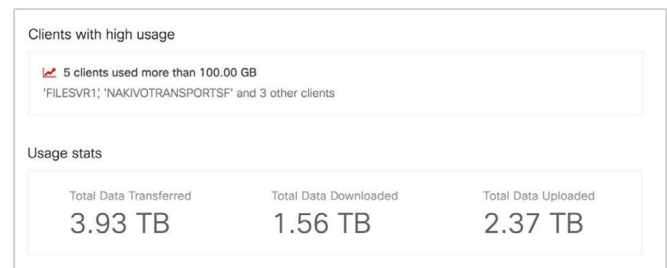 Clients with high usage
5 clients used more than 100.00 GB
'FILESVR1', 'NAKIVOTRANSPORTSF' and 3 other clients
Usage stats
Total Data Transferred Total Data Downloaded Total Data Uploaded
3.93 TB 1.56 TB 2.37 TB